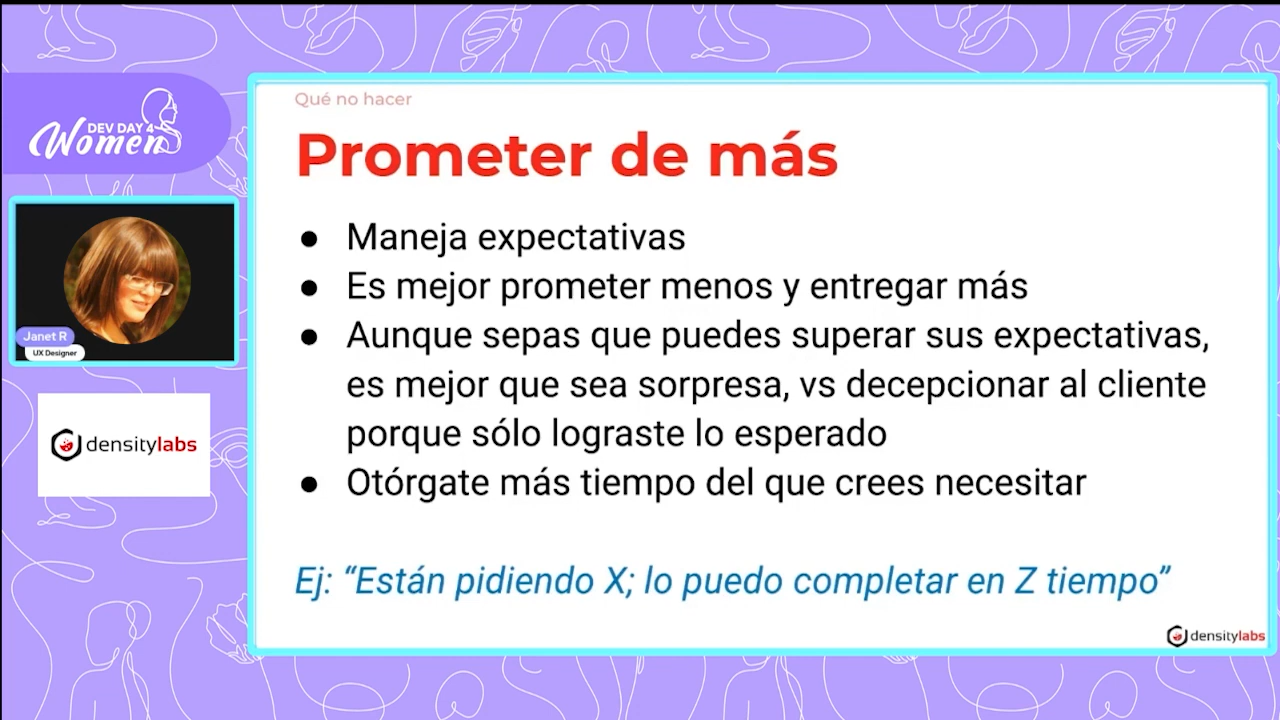 DEV DAY 4
Women
Janet R
UX Designer
densitylabs
Qué no hacer
Prometer de más
● Maneja expectativas
● Es mejor prometer menos y entregar más
● Aunque sepas que puedes superar sus expectativas,
es mejor que sea sorpresa, vs decepcionar al cliente
porque sólo lograste lo esperado
● Otórgate más tiempo del que crees necesitar
Ej: “Están pidiendo X; lo puedo completar en Z tiempo”
densitylabs